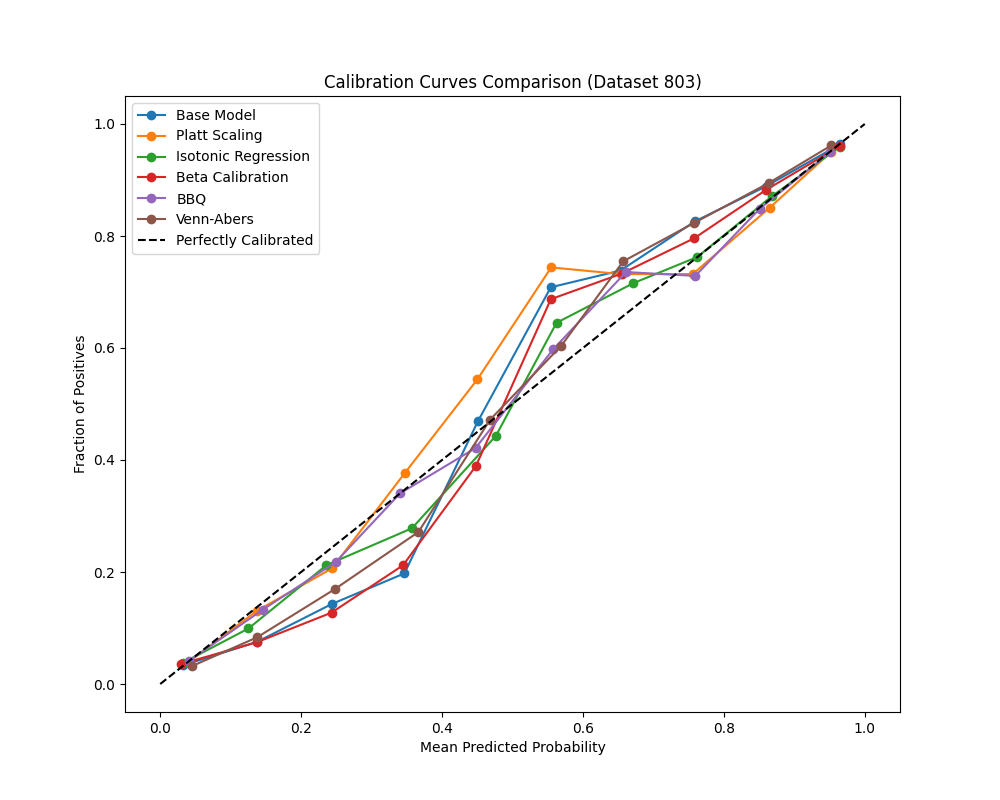 Calibration Curves Comparison (Dataset 803)
Base Model
Platt Scaling
Isotonic Regression
Beta Calibration
BBQ
Venn-Abers
Perfectly Calibrated
Fraction of Positives
1.0
0.8
0.6
0.4
0.2
0.0
0.0 0.2 0.4 0.6 0.8 1.0
Mean Predicted Probability